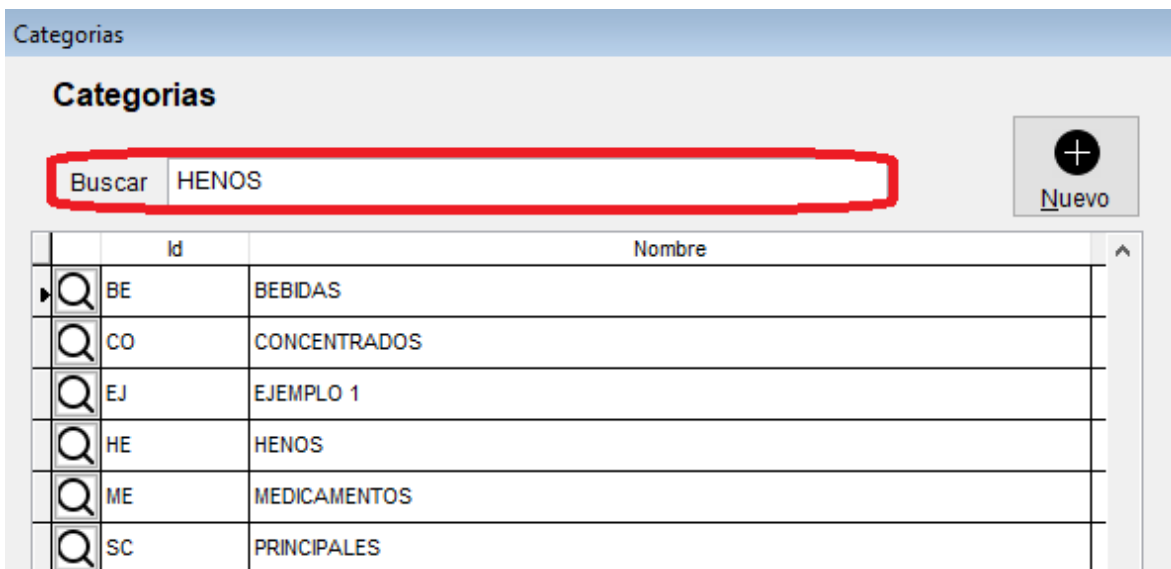 Categorias
Categorias
Buscar HENOS
Nuevo
Id Nombre
BE BEBIDAS
CO CONCENTRADOS
EJ EJEMPLO 1
HE HENOS
ME MEDICAMENTOS
SC PRINCIPALES